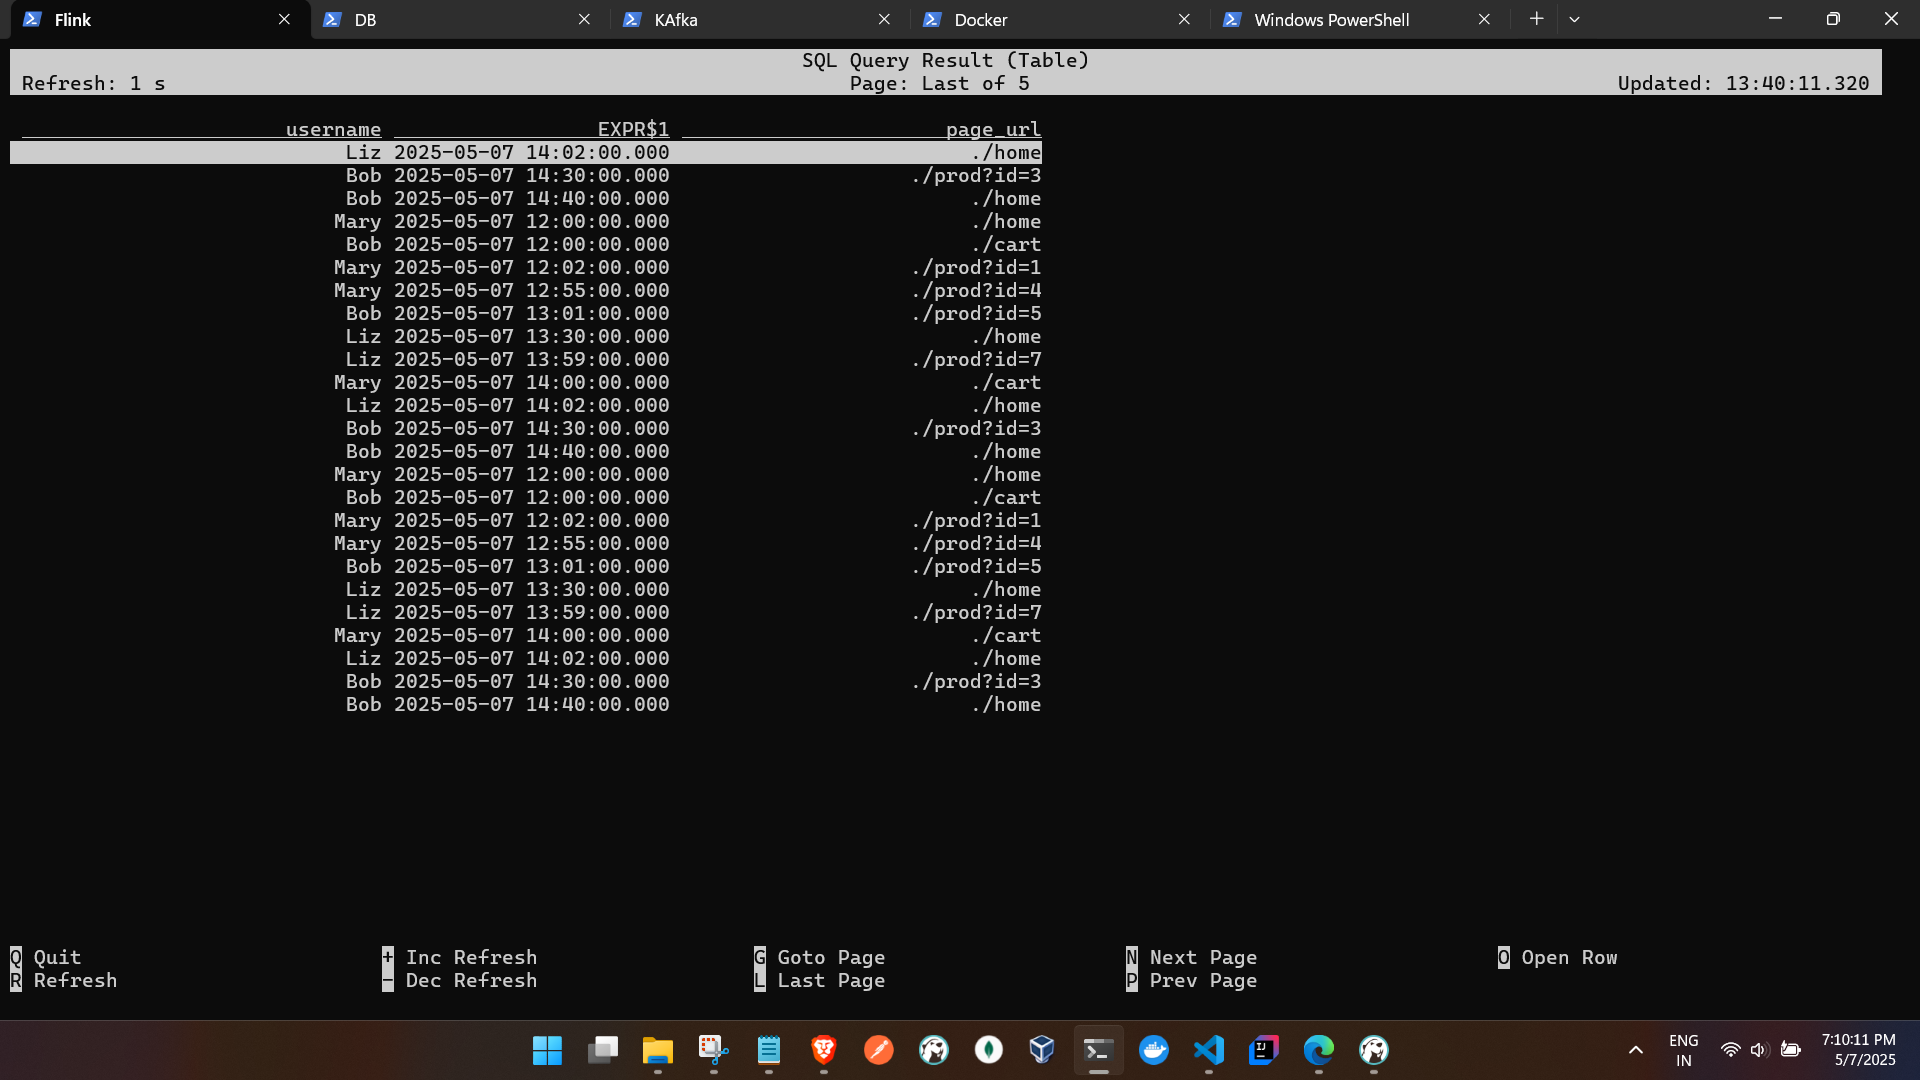 Flink DB KAfka Docker Windows PowerShell
SQL Query Result (Table)
Refresh: 1 s Page: Last of 5 Updated: 13:40:11.320
username EXPR$1 page_url
Liz 2025-05-07 14:02:00.000 ./home
Bob 2025-05-07 14:30:00.000 ./prod?id=3
Bob 2025-05-07 14:40:00.000 ./home
Mary 2025-05-07 12:00:00.000 ./home
Bob 2025-05-07 12:00:00.000 ./cart
Mary 2025-05-07 12:02:00.000 ./prod?id=1
Mary 2025-05-07 12:55:00.000 ./prod?id=4
Bob 2025-05-07 13:01:00.000 ./prod?id=5
Liz 2025-05-07 13:30:00.000 ./home
Liz 2025-05-07 13:59:00.000 ./prod?id=7
Mary 2025-05-07 14:00:00.000 ./cart
Liz 2025-05-07 14:02:00.000 ./home
Bob 2025-05-07 14:30:00.000 ./prod?id=3
Bob 2025-05-07 14:40:00.000 ./home
Mary 2025-05-07 12:00:00.000 ./home
Bob 2025-05-07 12:00:00.000 ./cart
Mary 2025-05-07 12:02:00.000 ./prod?id=1
Mary 2025-05-07 12:55:00.000 ./prod?id=4
Bob 2025-05-07 13:01:00.000 ./prod?id=5
Liz 2025-05-07 13:30:00.000 ./home
Liz 2025-05-07 13:59:00.000 ./prod?id=7
Mary 2025-05-07 14:00:00.000 ./cart
Liz 2025-05-07 14:02:00.000 ./home
Bob 2025-05-07 14:30:00.000 ./prod?id=3
Bob 2025-05-07 14:40:00.000 ./home
Q Quit + Inc Refresh G Goto Page N Next Page O Open Row
R Refresh - Dec Refresh L Last Page P Prev Page
ENG 7:10:11 PM
IN 5/7/2025